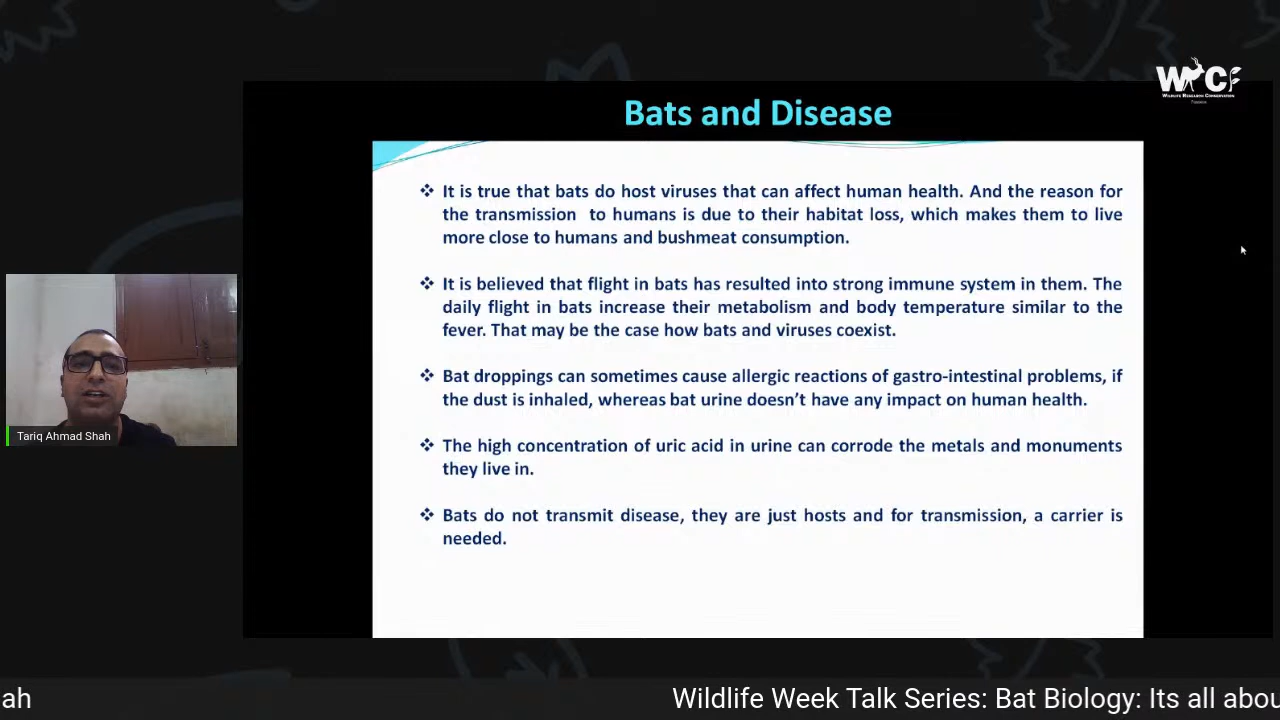 Bats and Disease
WCF
WILDLIFE RESEARCH CONSERVATION
❖ It is true that bats do host viruses that can affect human health. And the reason for
the transmission to humans is due to their habitat loss, which makes them to live
more close to humans and bushmeat consumption.
❖ It is believed that flight in bats has resulted into strong immune system in them. The
daily flight in bats increase their metabolism and body temperature similar to the
fever. That may be the case how bats and viruses coexist.
❖ Bat droppings can sometimes cause allergic reactions of gastro-intestinal problems, if
the dust is inhaled, whereas bat urine doesn't have any impact on human health.
❖ The high concentration of uric acid in urine can corrode the metals and monuments
they live in.
❖ Bats do not transmit disease, they are just hosts and for transmission, a carrier is
needed.
Tariq Ahmad Shah
ah
Wildlife Week Talk Series: Bat Biology: Its all abou